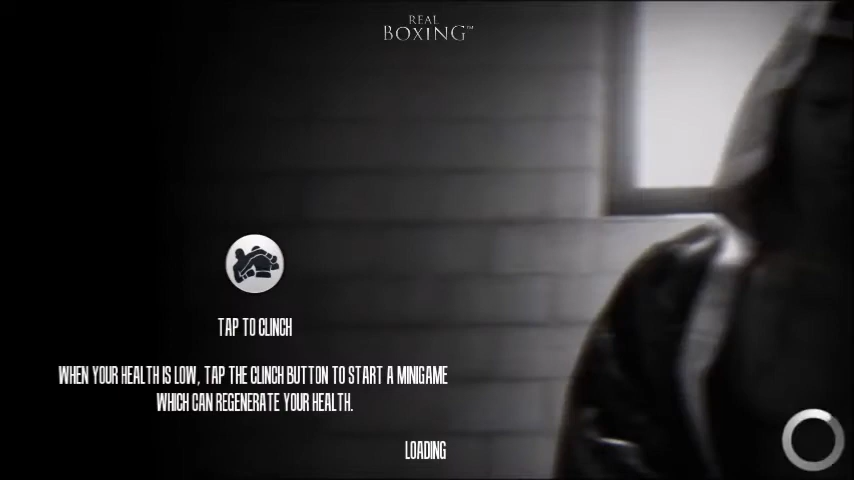 REAL
BOXING™
TAP TO CLINCH
WHEN YOUR HEALTH IS LOW, TAP THE CLINCH BUTTON TO START A MINIGAME
WHICH CAN REGENERATE YOUR HEALTH.
LOADING